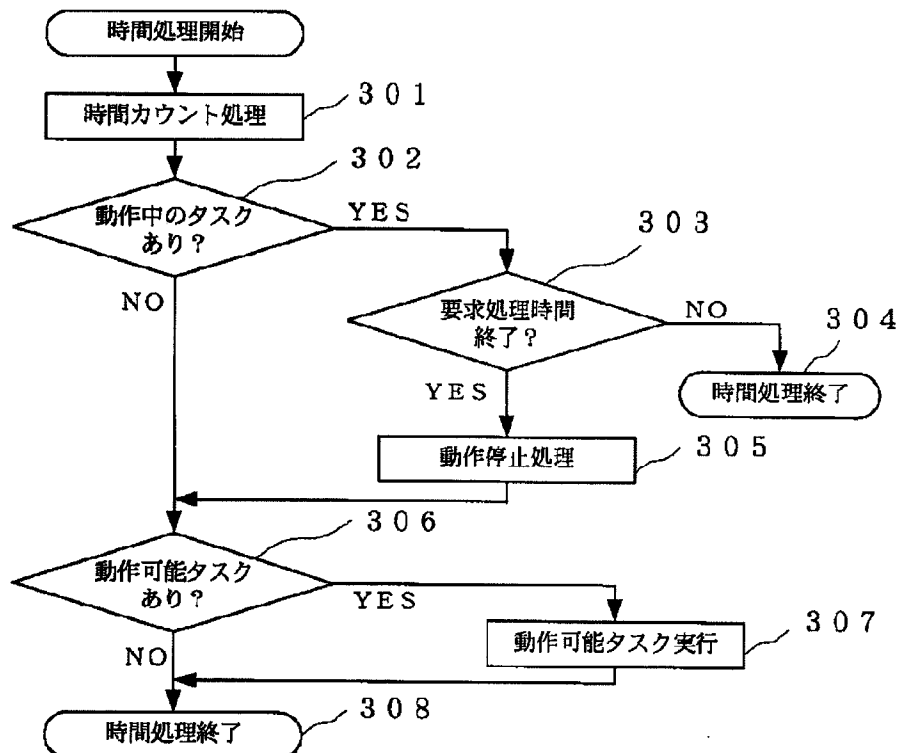 時間処理開始
時間カウント処理
301
302
動作中のタスク
あり?
YES
NO
303
要求処理時間
終了?
NO
YES
304
時間処理終了
動作停止処理
305
306
動作可能タスク
あり?
YES
NO
動作可能タスク実行
307
時間処理終了
308